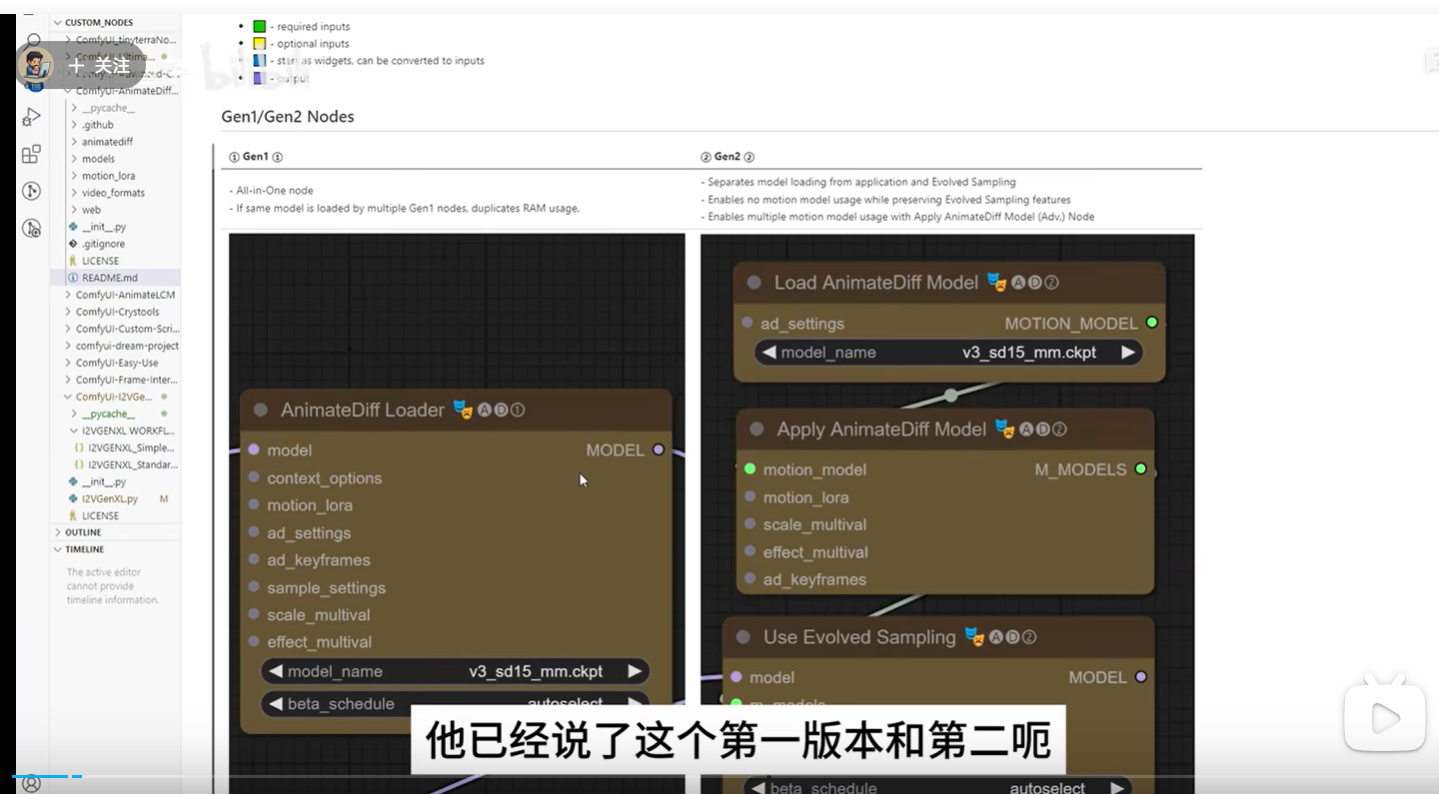 CUSTOM_NODES
ComfyUI_tinyterraNo...
+ 关注
ComfyUI-AnimateDiff...
__pycache__
.github
animatediff
models
motion_lora
video_formats
web
__init__.py
.gitignore
LICENSE
README.md
ComfyUI-AnimateLCM
ComfyUI-Crystools
ComfyUI-Custom-Scri...
comfyui-dream-project
ComfyUI-Easy-Use
ComfyUI-Frame-Inter...
ComfyUI-I2VGe...
__pycache__
I2VGENXL WORKFL...
I2VGENXL_Simple...
I2VGENXL_Standar...
__init__.py
I2VGenXL.py M
LICENSE
OUTLINE
TIMELINE
The active editor
cannot provide
timeline information.
- required inputs
- optional inputs
- start as widgets, can be converted to inputs
- output
Gen1/Gen2 Nodes
① Gen1 ①
- All-in-One node
- If same model is loaded by multiple Gen1 nodes, duplicates RAM usage.
② Gen2 ②
- Separates model loading from application and Evolved Sampling
- Enables no motion model usage while preserving Evolved Sampling features
- Enables multiple motion model usage with Apply AnimateDiff Model (Adv.) Node
AnimateDiff Loader 🎭🅐🅓①
model MODEL
context_options
motion_lora
ad_settings
ad_keyframes
sample_settings
scale_multival
effect_multival
model_name v3_sd15_mm.ckpt
beta_schedule autoselect
Load AnimateDiff Model 🎭🅐🅓②
ad_settings MOTION_MODEL
model_name v3_sd15_mm.ckpt
Apply AnimateDiff Model 🎭🅐🅓②
motion_model M_MODELS
motion_lora
scale_multival
effect_multival
ad_keyframes
Use Evolved Sampling 🎭🅐🅓②
model MODEL
m_models
beta_schedule autoselect
他已经说了这个第一版本和第二呃